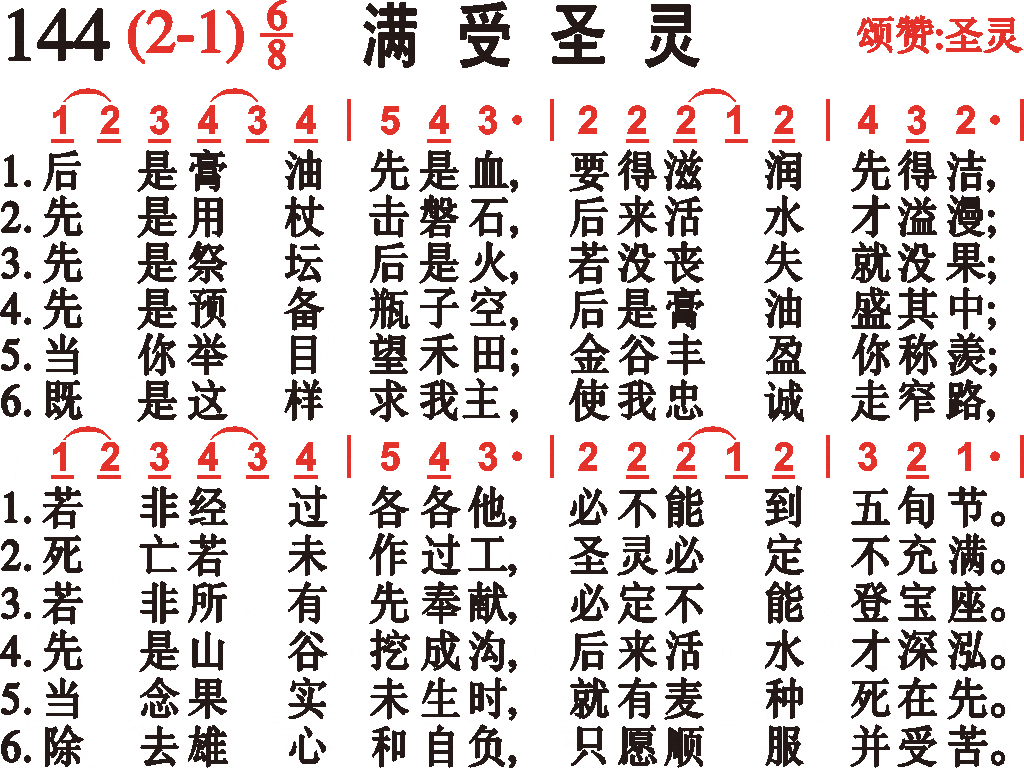 144 (2-1) 6/8 满受圣灵 颂赞:圣灵
1 2 3 4 3 4 | 5 4 3· | 2 2 2 1 2 | 4 3 2· |
1.后是膏油先是血,要得滋润先得洁,
2.先是用杖击磐石,后来活水才溢漫;
3.先是祭坛后是火,若没丧失就没果;
4.先是预备瓶子空,后是膏油盛其中;
5.当你举目望禾田;金谷丰盈你称羡;
6.既是这样求我主,使我忠诚走窄路,
1 2 3 4 3 4 | 5 4 3· | 2 2 2 1 2 | 3 2 1· |
1.若非经过各各他,必不能到五旬节。
2.死亡若未作过工,圣灵必定不充满。
3.若非所有先奉献,必定不能登宝座。
4.先是山谷挖成沟,后来活水才深泓。
5.当念果实未生时,就有麦种死在先。
6.除去雄心和自负,只愿顺服并受苦。